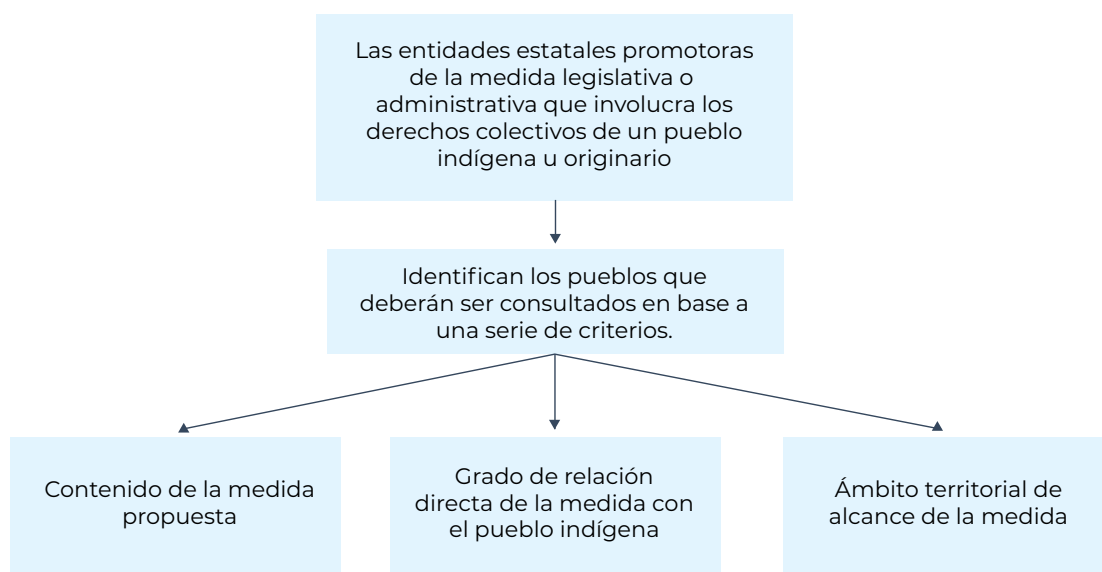 Las entidades estatales promotoras
de la medida legislativa o
administrativa que involucra los
derechos colectivos de un pueblo
indígena u originario
Identifican los pueblos que
deberán ser consultados en base a
una serie de criterios.
Contenido de la medida
propuesta
Grado de relación
directa de la medida con
el pueblo indígena
Ámbito territorial de
alcance de la medida